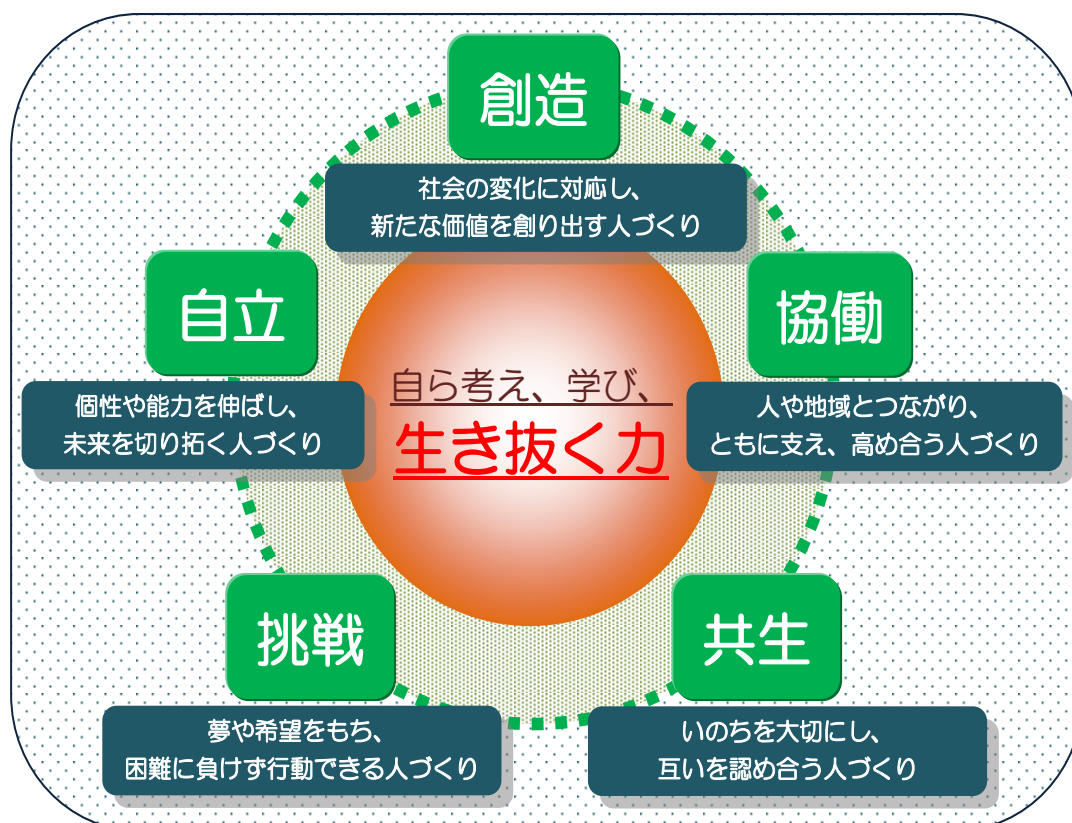 創造
社会の変化に対応し、
新たな価値を創り出す人づくり
自立
個性や能力を伸ばし、
未来を切り拓く人づくり
協働
人や地域とつながり、
ともに支え、高め合う人づくり
自ら考え、学び、
生き抜く力
挑戦
夢や希望をもち、
困難に負けず行動できる人づくり
共生
いのちを大切にし、
互いを認め合う人づくり